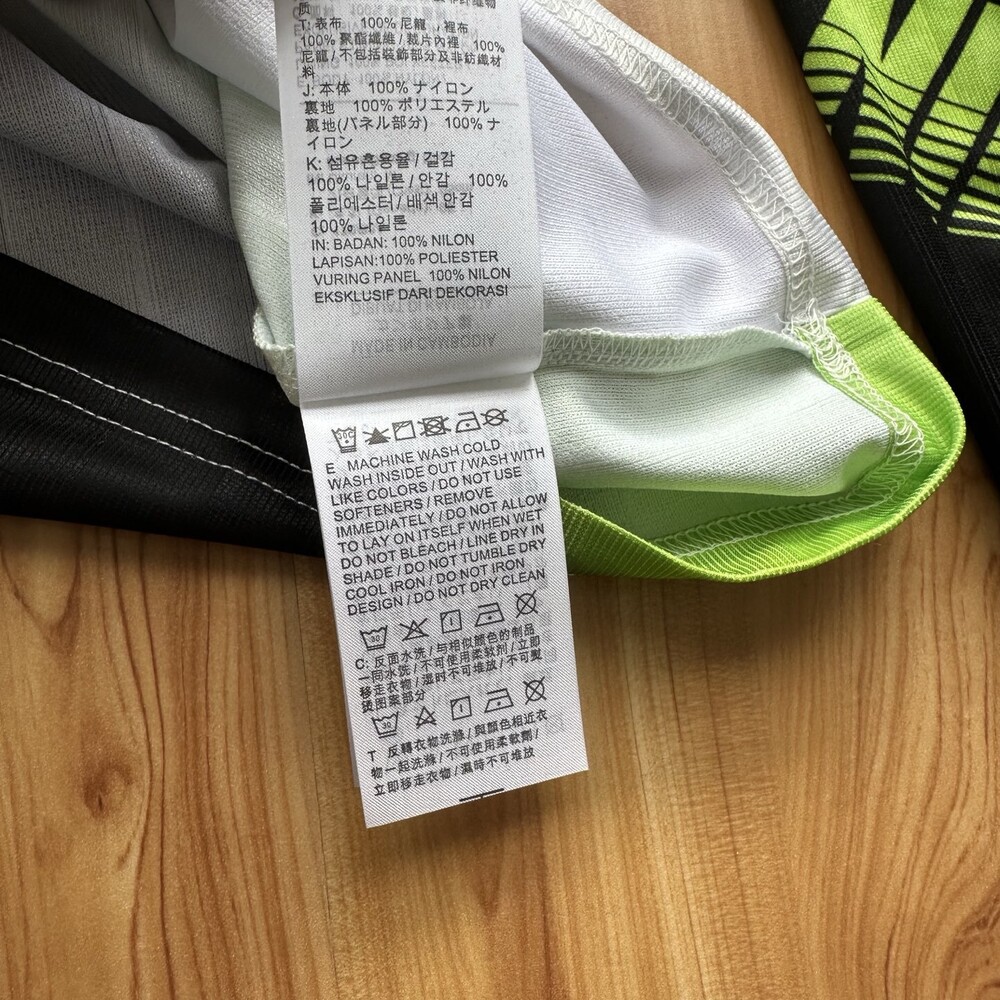 T: 表布 100% 尼龍 , 裡布
100% 聚酯纖維 / 裁片內裡 100%
尼龍 / 不包括裝飾部分及非紡織材
料
J: 本体 100% ナイロン
裏地 100% ポリエステル
裏地(パネル部分) 100% ナ
イロン
K: 섬유혼용율 / 겉감
100% 나일론 / 안감 100%
폴리에스터 / 배색 안감
100% 나일론
IN: BADAN: 100% NILON
LAPISAN:100% POLIESTER
VURING PANEL 100% NILON
EKSKLUSIF DARI DEKORASI
MADE IN CAMBODIA
E MACHINE WASH COLD
WASH INSIDE OUT / WASH WITH
LIKE COLORS / DO NOT USE
SOFTENERS / REMOVE
IMMEDIATELY / DO NOT ALLOW
TO LAY ON ITSELF WHEN WET
DO NOT BLEACH / LINE DRY IN
SHADE / DO NOT TUMBLE DRY
COOL IRON / DO NOT IRON
DESIGN / DO NOT DRY CLEAN
30
C: 反面水洗 / 与相似颜色的制品
一同水洗 / 不可使用柔软剂 / 立即
移走衣物 / 湿时不可堆放 / 不可熨
烫图案部分
30
T 反轉衣物洗滌 / 與顏色相近衣
物一起洗滌 / 不可使用柔軟劑 /
立即移走衣物 / 濕時不可堆放